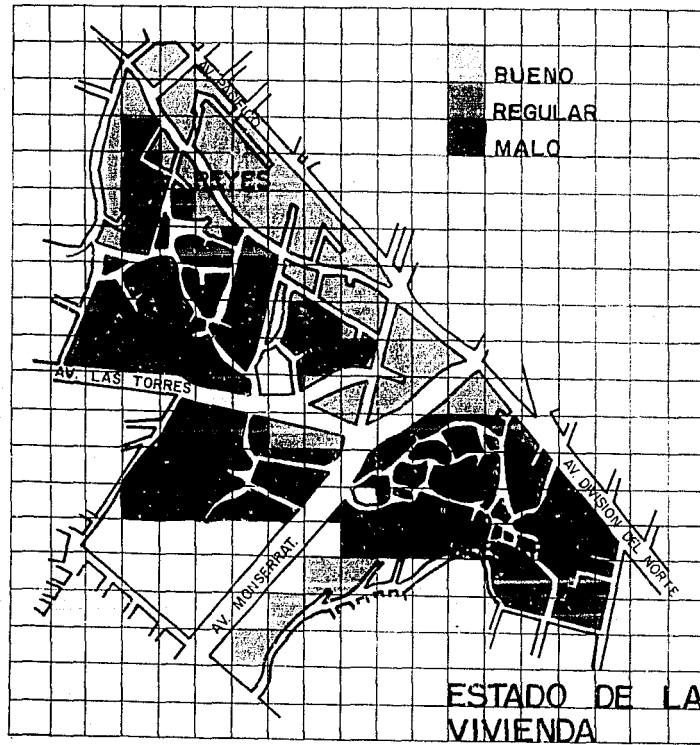 BUENO
REGULAR
MALO
REYES
AV. LAS TORRES
AV. DIVISION DEL NORTE
AV. MONSERRAT.
ESTADO DE LA
VIVIENDA